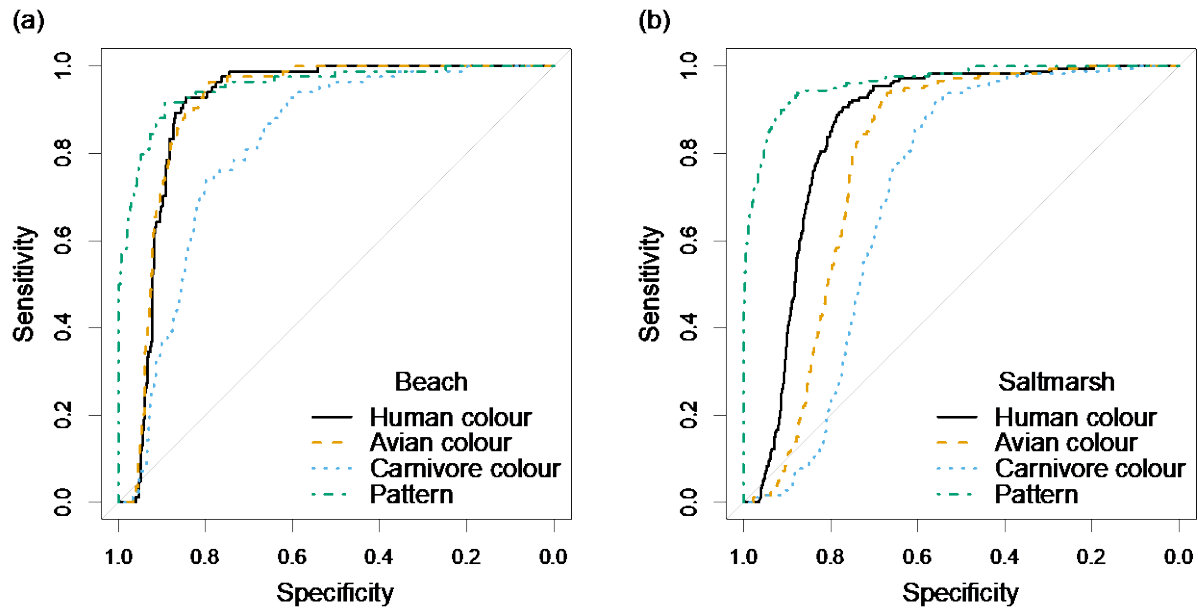 (a)
1.0
0.8
0.6
0.4
0.2
0.0
Sensitivity
Beach
Human colour
Avian colour
Carnivore colour
Pattern
1.0 0.8 0.6 0.4 0.2 0.0
Specificity
(b)
1.0
0.8
0.6
0.4
0.2
0.0
Sensitivity
Saltmarsh
Human colour
Avian colour
Carnivore colour
Pattern
1.0 0.8 0.6 0.4 0.2 0.0
Specificity